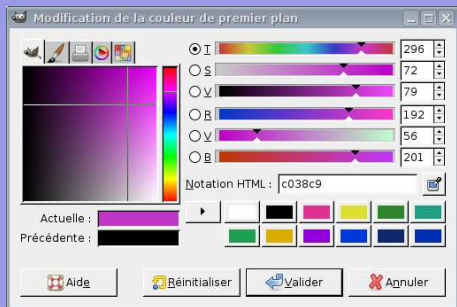 Modification de la couleur de premier plan
T 296
S 72
V 79
R 192
V 56
B 201
Notation HTML : c038c9
Actuelle :
Précédente :
Aide
Réinitialiser
Valider
Annuler